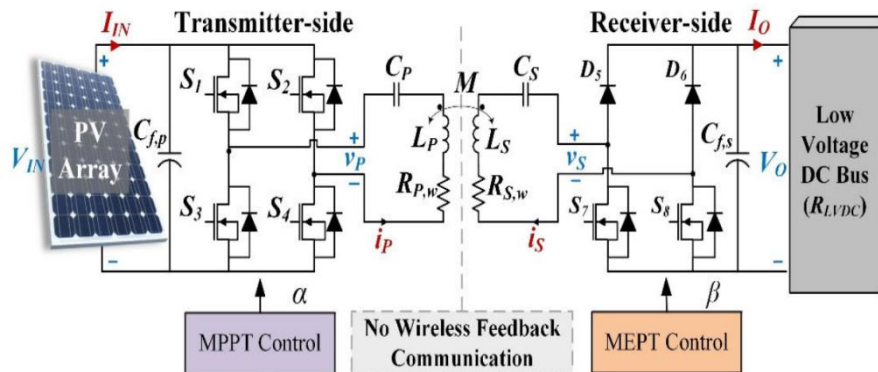 I_IN Transmitter-side Receiver-side I_O
S_1 S_2 C_P M C_S D_5 D_6
PV Array
C_f,p
V_IN
L_P L_S
v_P v_S
C_f,s
V_O
Low
Voltage
DC Bus
(R_LVDC)
S_3 S_4 R_P,w R_S,w S_7 S_8
i_P i_S
α β
MPPT Control
No Wireless Feedback
Communication
MEPT Control
+
−
+
−
+
−
+
−